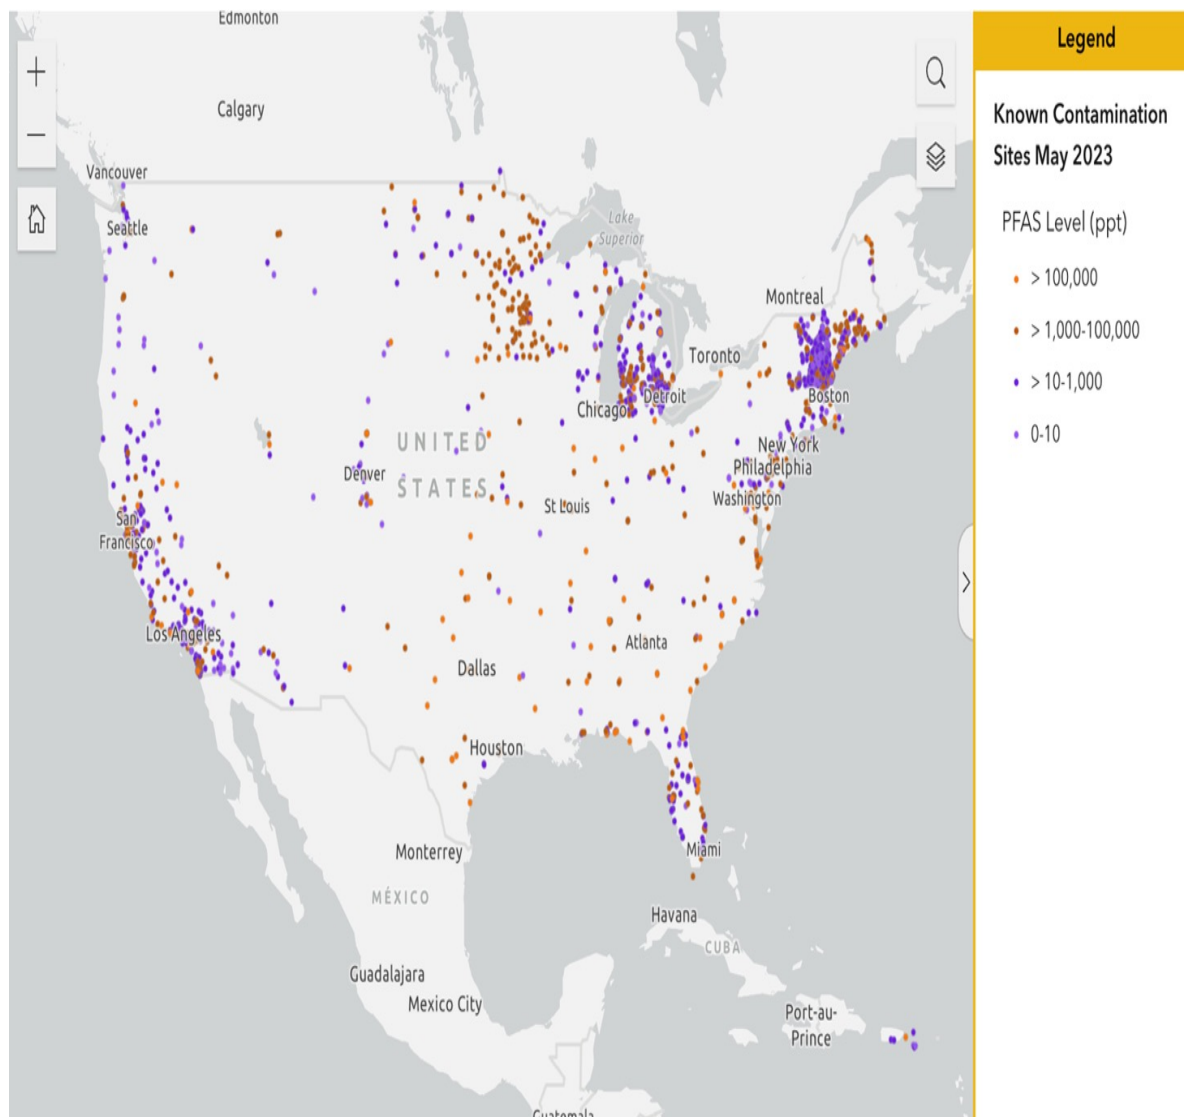 Edmonton
Calgary
Vancouver
Seattle
Lake
Superior
Montreal
Toronto
Boston
Detroit
Chicago
New York
Philadelphia
Washington
UNITED
STATES
Denver
St Louis
San
Francisco
Los Angeles
Atlanta
Dallas
Houston
Miami
Monterrey
MÉXICO
Havana
CUBA
Guadalajara
Mexico City
Port-au-
Prince
Guatemala
Legend
Known Contamination
Sites May 2023
PFAS Level (ppt)
> 100,000
> 1,000-100,000
> 10-1,000
0-10